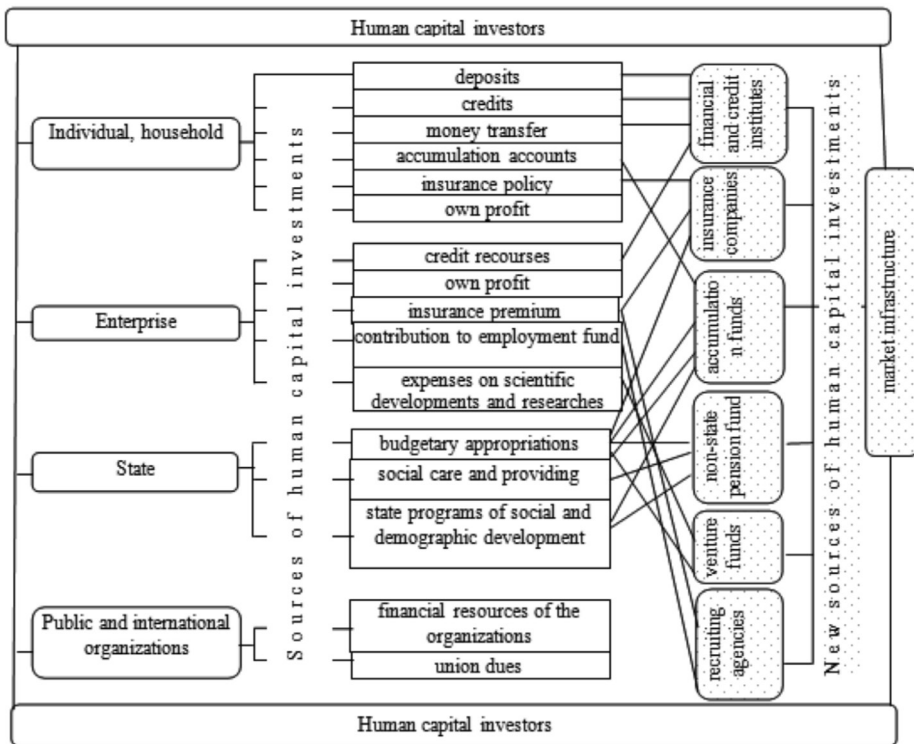 Human capital investors
Individual, household
Enterprise
State
Public and international
organizations
Sources of human capital investments
deposits
credits
money transfer
accumulation accounts
insurance policy
own profit
credit recourses
own profit
insurance premium
contribution to employment fund
expenses on scientific
developments and researches
budgetary appropriations
social care and providing
state programs of social and
demographic development
financial resources of the
organizations
union dues
financial
and credit
institutes
insurance
companies
accumulatio
n funds
non-state
pension fund
venture
funds
recruiting
agencies
New sources of human capital investments
market infrastructure
Human capital investors